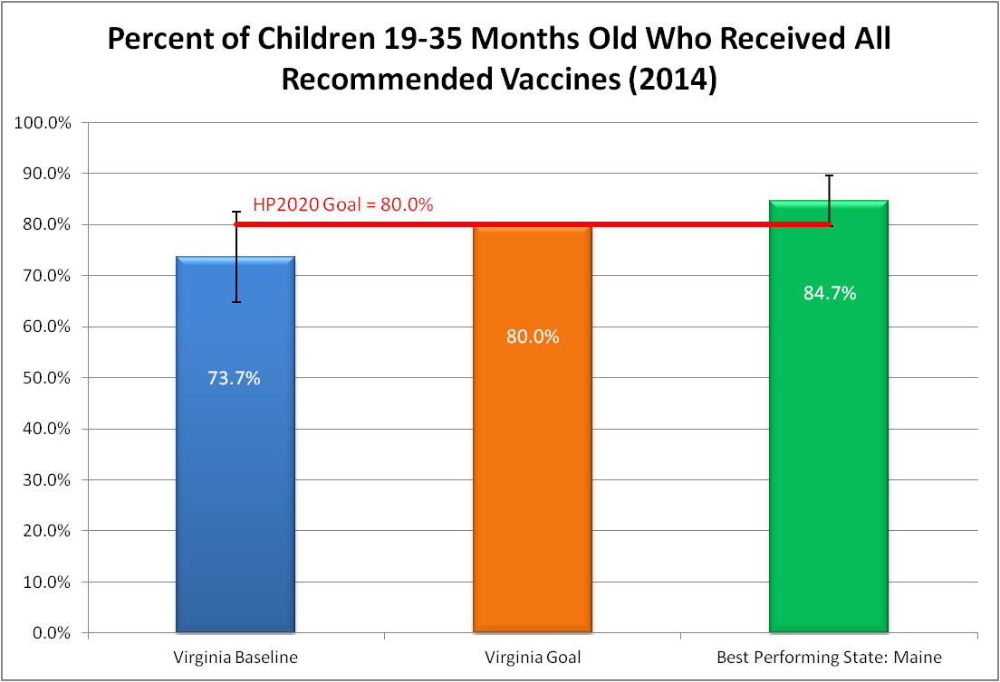 Percent of Children 19-35 Months Old Who Received All
Recommended Vaccines (2014)
100.0%
90.0%
80.0%
70.0%
60.0%
50.0%
40.0%
30.0%
20.0%
10.0%
0.0%
HP2020 Goal = 80.0%
73.7%
80.0%
84.7%
Virginia Baseline
Virginia Goal
Best Performing State: Maine